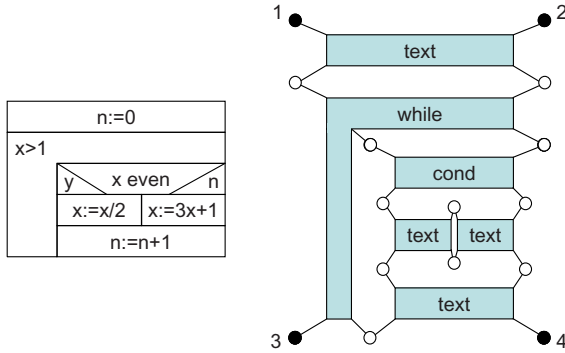 n:=0
x>1
y x even n
x:=x/2 x:=3x+1
n:=n+1
1 2
text
while
cond
text text
text
3 4